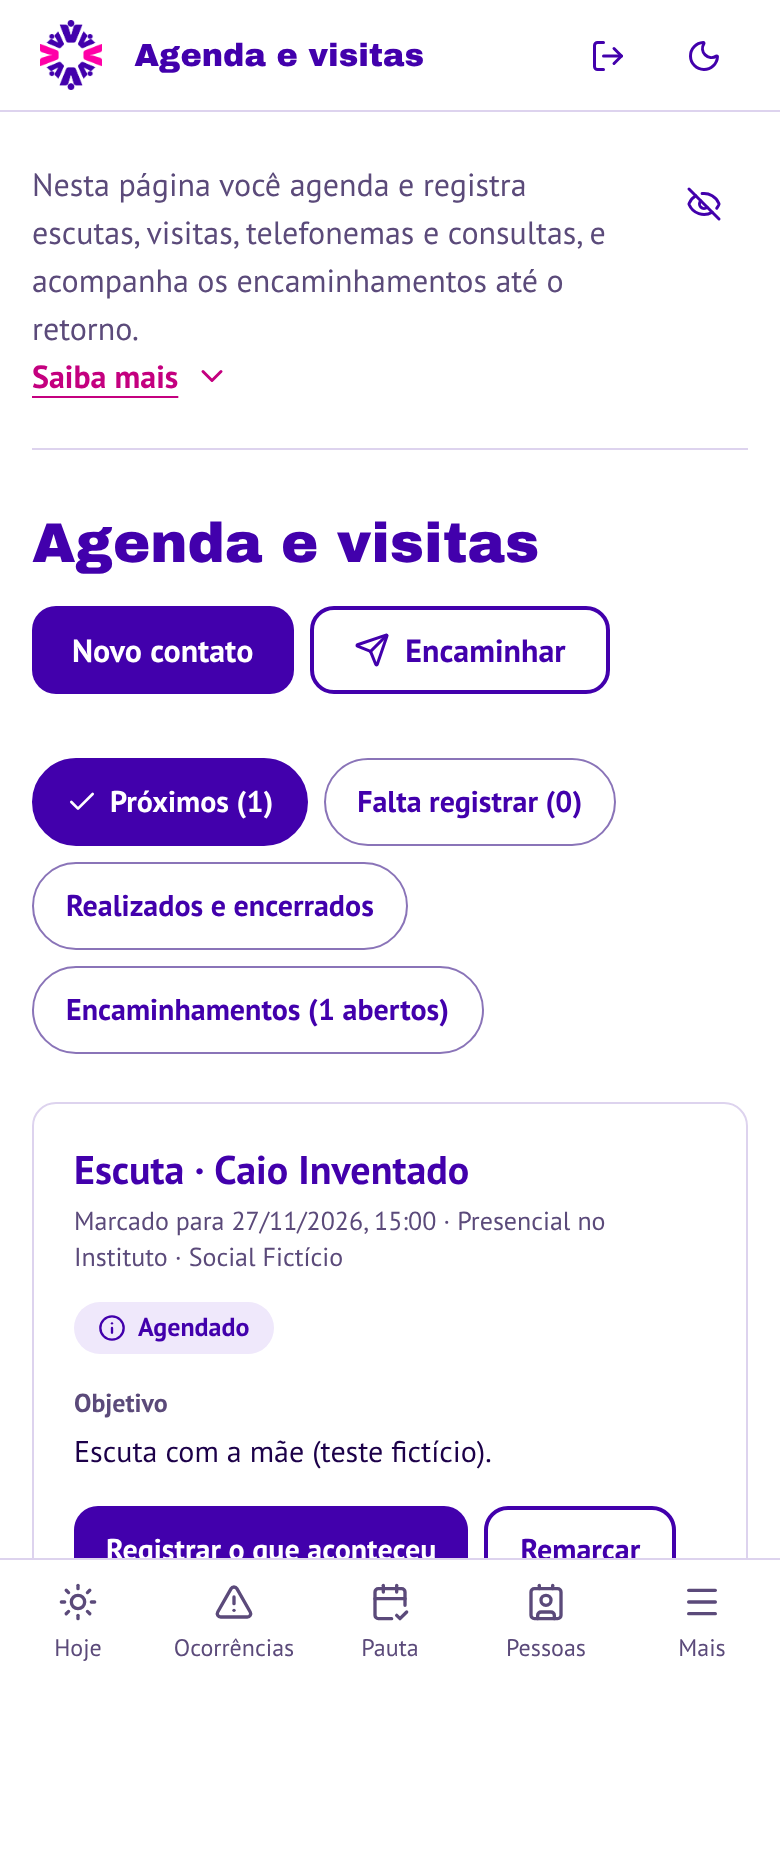 Agenda e visitas
Nesta página você agenda e registra
escutas, visitas, telefonemas e consultas, e
acompanha os encaminhamentos até o
retorno.
Saiba mais
Agenda e visitas
Novo contato
Encaminhar
Próximos (1)
Falta registrar (0)
Realizados e encerrados
Encaminhamentos (1 abertos)
Escuta · Caio Inventado
Marcado para 27/11/2026, 15:00 · Presencial no
Instituto · Social Fictício
Agendado
Objetivo
Escuta com a mãe (teste fictício).
Registrar o que aconteceu
Remarcar
Hoje
Ocorrências
Pauta
Pessoas
Mais